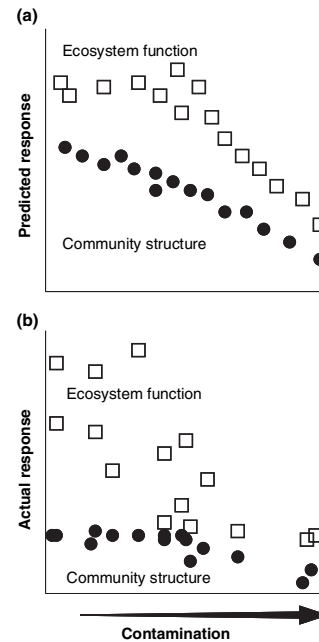 (a)
Ecosystem function
Predicted response
Community structure
(b)
Ecosystem function
Actual response
Community structure
Contamination